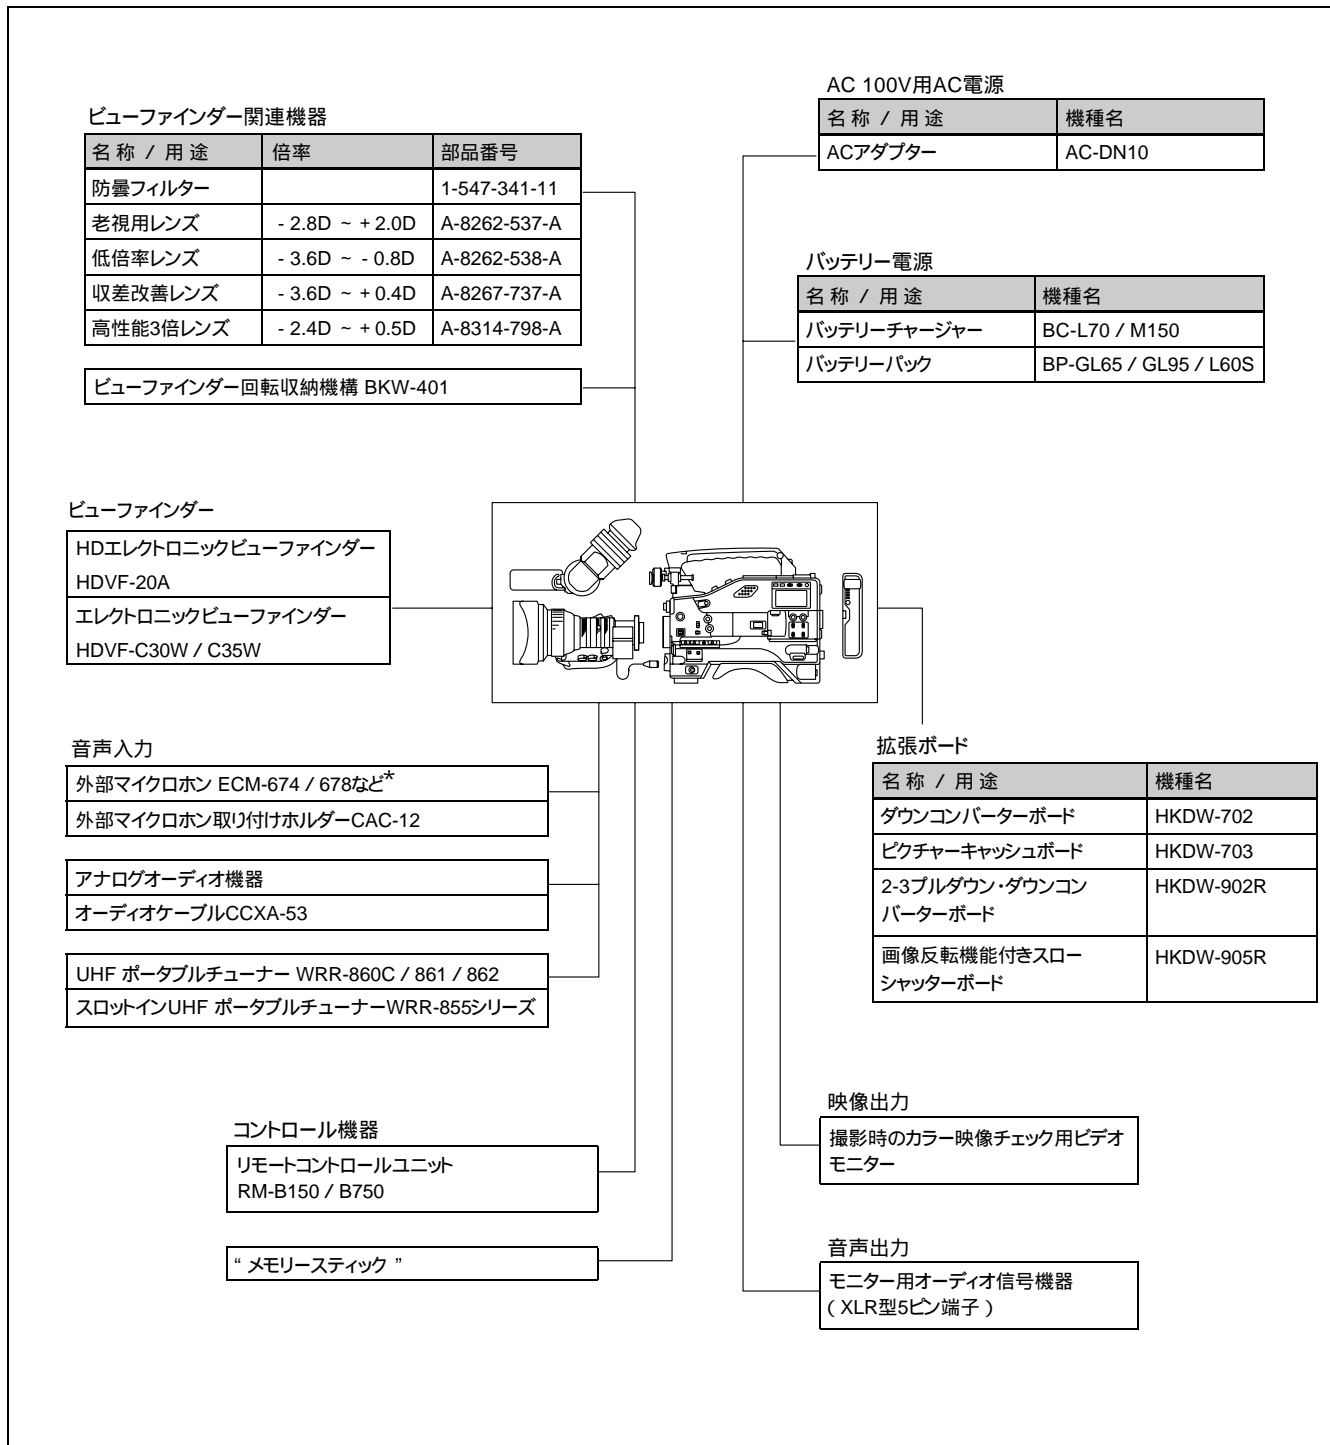 ビューファインダー関連機器
名称 / 用途 倍率 部品番号
防曇フィルター 1-547-341-11
老視用レンズ - 2.8D ~ + 2.0D A-8262-537-A
低倍率レンズ - 3.6D ~ - 0.8D A-8262-538-A
収差改善レンズ - 3.6D ~ + 0.4D A-8267-737-A
高性能3倍レンズ - 2.4D ~ + 0.5D A-8314-798-A
ビューファインダー回転収納機構 BKW-401
AC 100V用AC電源
名称 / 用途 機種名
ACアダプター AC-DN10
バッテリー電源
名称 / 用途 機種名
バッテリーチャージャー BC-L70 / M150
バッテリーパック BP-GL65 / GL95 / L60S
ビューファインダー
HDエレクトロニックビューファインダー
HDVF-20A
エレクトロニックビューファインダー
HDVF-C30W / C35W
音声入力
外部マイクロホン ECM-674 / 678など*
外部マイクロホン取り付けホルダーCAC-12
アナログオーディオ機器
オーディオケーブルCCXA-53
UHF ポータブルチューナー WRR-860C / 861 / 862
スロットインUHF ポータブルチューナーWRR-855シリーズ
拡張ボード
名称 / 用途 機種名
ダウンコンバーターボード HKDW-702
ピクチャーキャッシュボード HKDW-703
2-3プルダウン・ダウンコン HKDW-902R
バーターボード
画像反転機能付きスロー HKDW-905R
シャッターボード
コントロール機器
リモートコントロールユニット
RM-B150 / B750
“ メモリースティック ”
映像出力
撮影時のカラー映像チェック用ビデオ
モニター
音声出力
モニター用オーディオ信号機器
( XLR型5ピン端子 )